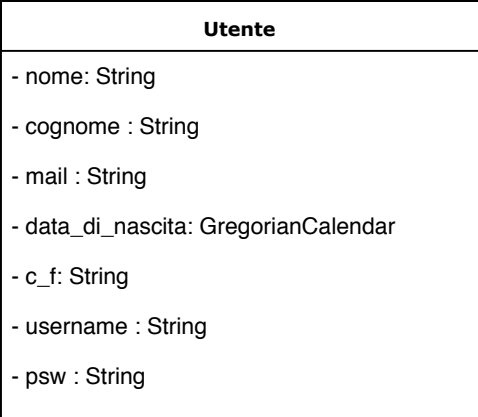 Utente
- nome: String
- cognome : String
- mail : String
- data_di_nascita: GregorianCalendar
- c_f: String
- username : String
- psw : String